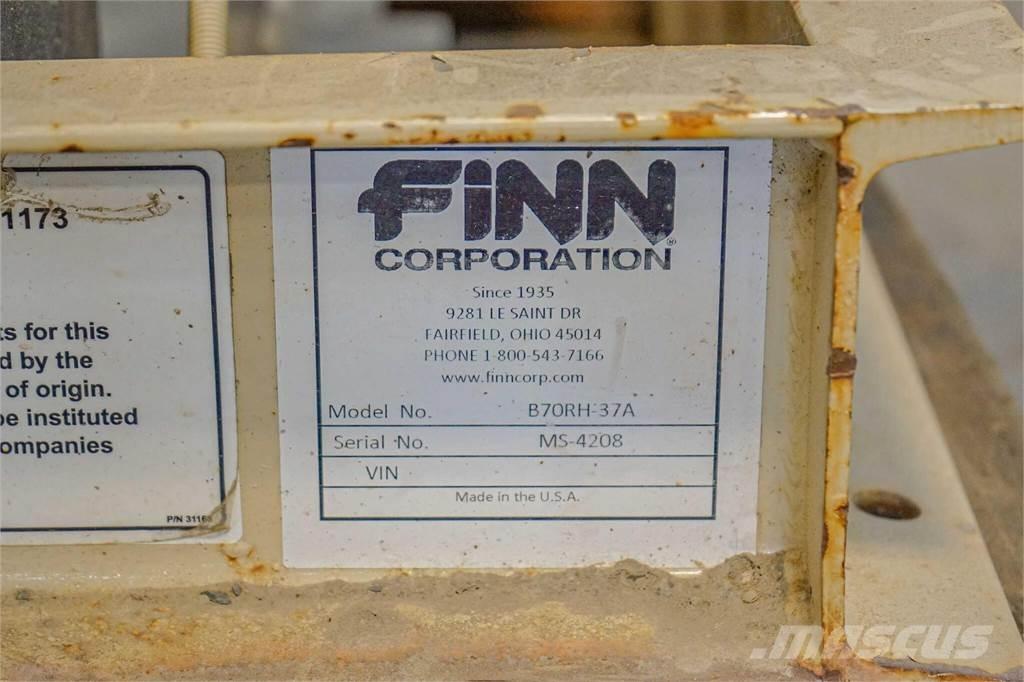 1173
ts for this
d by the
of origin.
be instituted
ompanies
P/N 3116
FINN
CORPORATION®
Since 1935
9281 LE SAINT DR
FAIRFIELD, OHIO 45014
PHONE 1-800-543-7166
www.finncorp.com
Model No. B70RH-37A
Serial No. MS-4208
VIN
Made in the U.S.A.
MASCUS